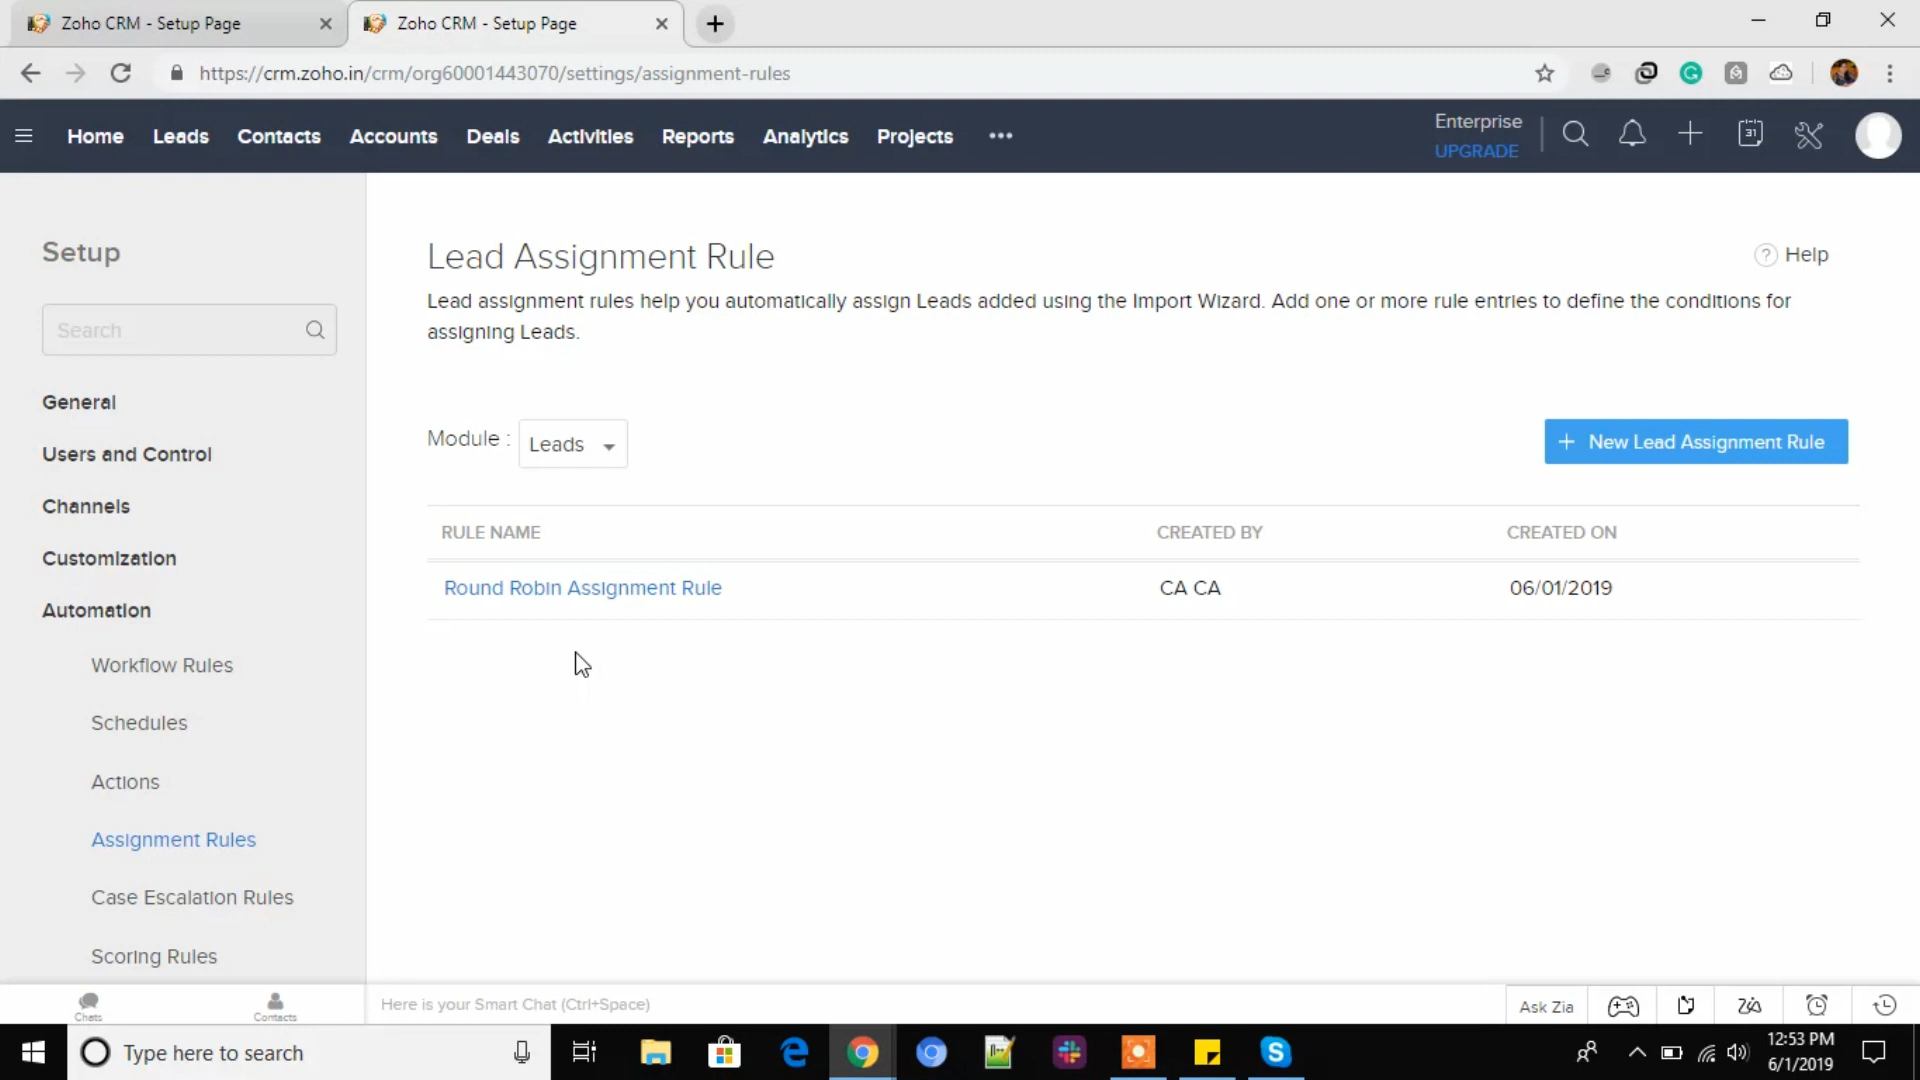 Zoho CRM - Setup Page
Zoho CRM - Setup Page
https://crm.zoho.in/crm/org60001443070/settings/assignment-rules
Home Leads Contacts Accounts Deals Activities Reports Analytics Projects
Enterprise
UPGRADE
31
Setup
Search
General
Users and Control
Channels
Customization
Automation
Workflow Rules
Schedules
Actions
Assignment Rules
Case Escalation Rules
Scoring Rules
Lead Assignment Rule
? Help
Lead assignment rules help you automatically assign Leads added using the Import Wizard. Add one or more rule entries to define the conditions for
assigning Leads.
Module : Leads
+ New Lead Assignment Rule
RULE NAME CREATED BY CREATED ON
Round Robin Assignment Rule CA CA 06/01/2019
Chats
Contacts
Here is your Smart Chat (Ctrl+Space)
Ask Zia
Type here to search
12:53 PM
6/1/2019